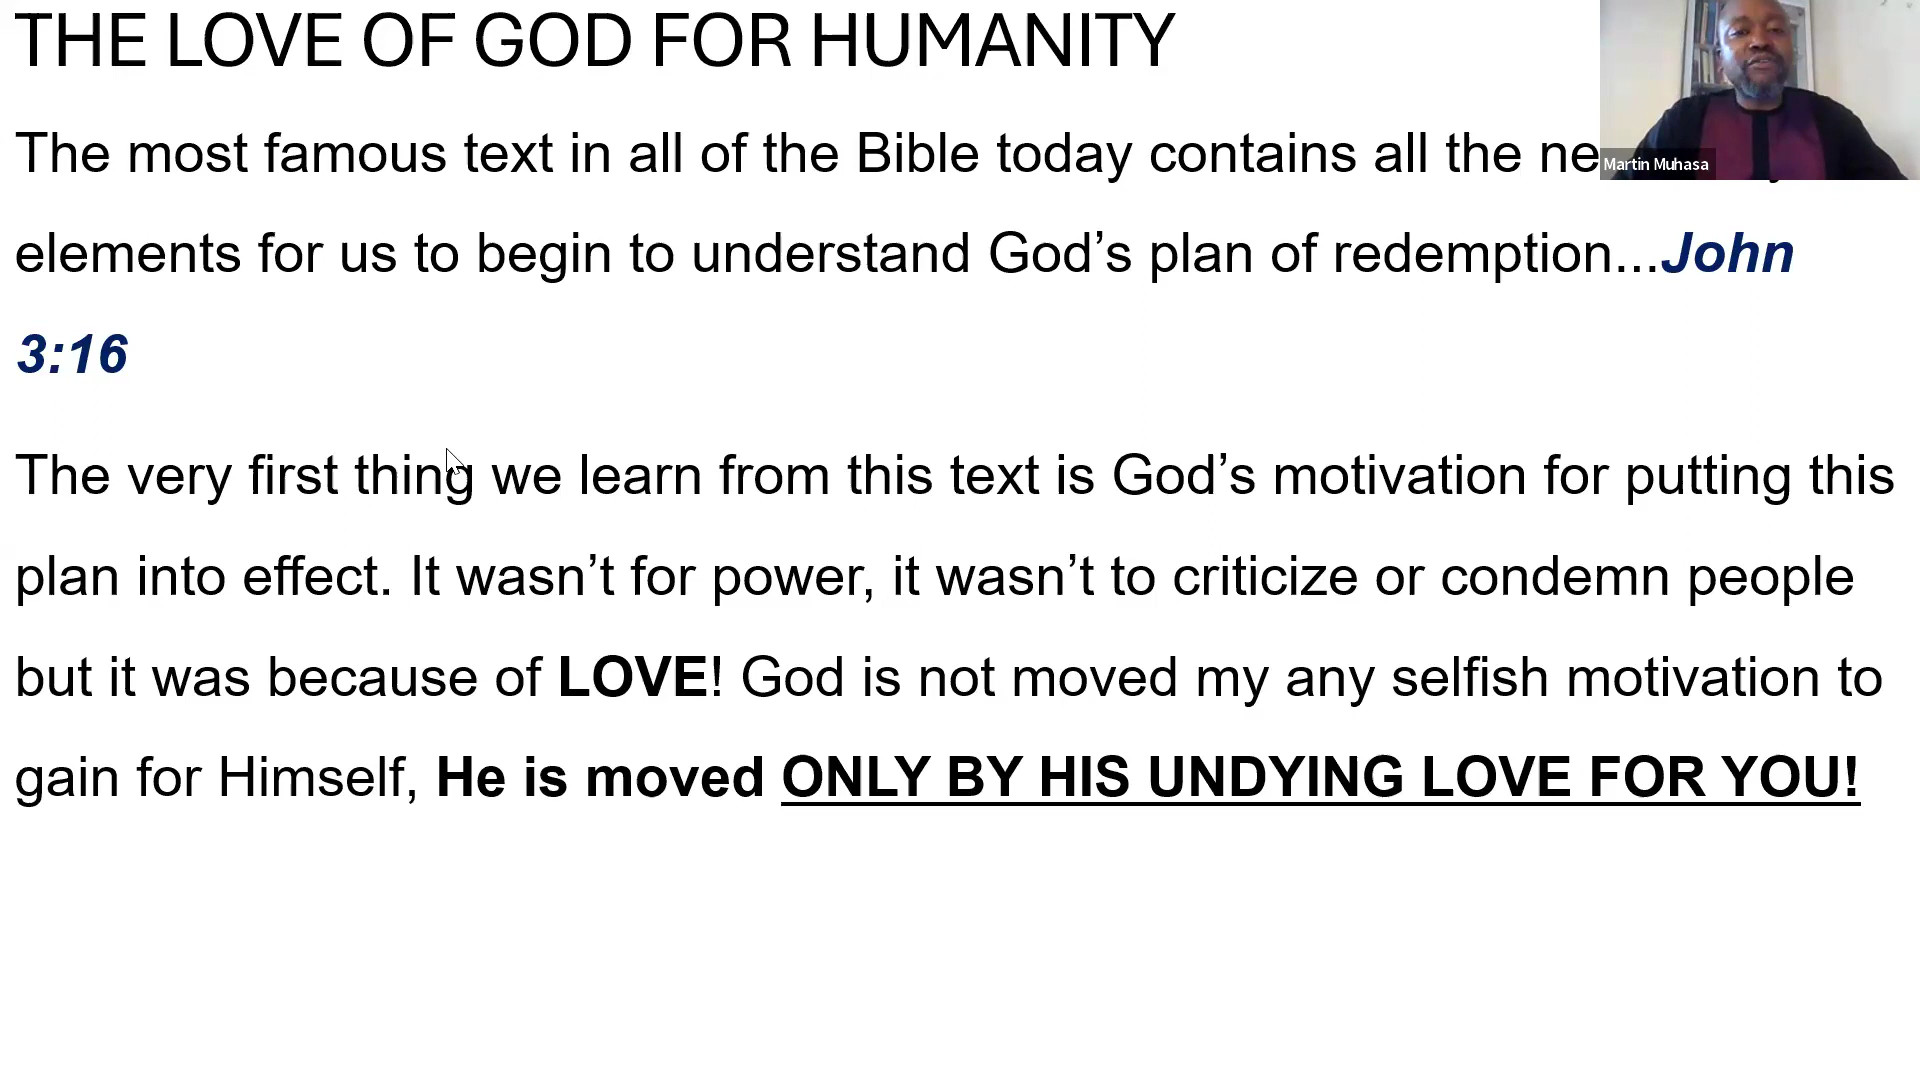 THE LOVE OF GOD FOR HUMANITY
The most famous text in all of the Bible today contains all the
elements for us to begin to understand God’s plan of redemption...John
3:16
The very first thing we learn from this text is God’s motivation for putting this
plan into effect. It wasn’t for power, it wasn’t to criticize or condemn people
but it was because of LOVE! God is not moved my any selfish motivation to
gain for Himself, He is moved ONLY BY HIS UNDYING LOVE FOR YOU!
Martin Muhasa